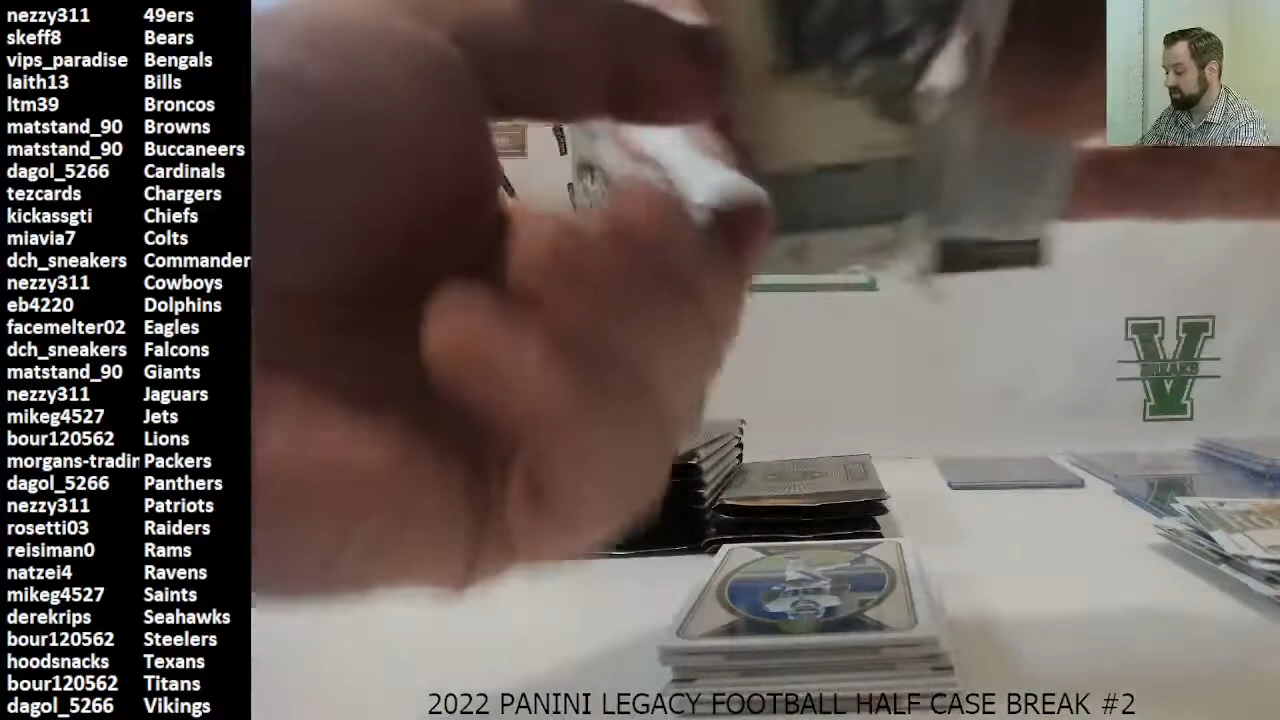 nezzy311 49ers
skeff8 Bears
vips_paradise Bengals
laith13 Bills
ltm39 Broncos
matstand_90 Browns
matstand_90 Buccaneers
dagol_5266 Cardinals
tezcards Chargers
kickassgti Chiefs
miavia7 Colts
dch_sneakers Commander
nezzy311 Cowboys
eb4220 Dolphins
facemelter02 Eagles
dch_sneakers Falcons
matstand_90 Giants
nezzy311 Jaguars
mikeg4527 Jets
bour120562 Lions
morgans-tradin Packers
dagol_5266 Panthers
nezzy311 Patriots
rosetti03 Raiders
reisiman0 Rams
natzei4 Ravens
mikeg4527 Saints
derekrips Seahawks
bour120562 Steelers
hoodsnacks Texans
bour120562 Titans
dagol_5266 Vikings
V
2022 PANINI LEGACY FOOTBALL HALF CASE BREAK #2